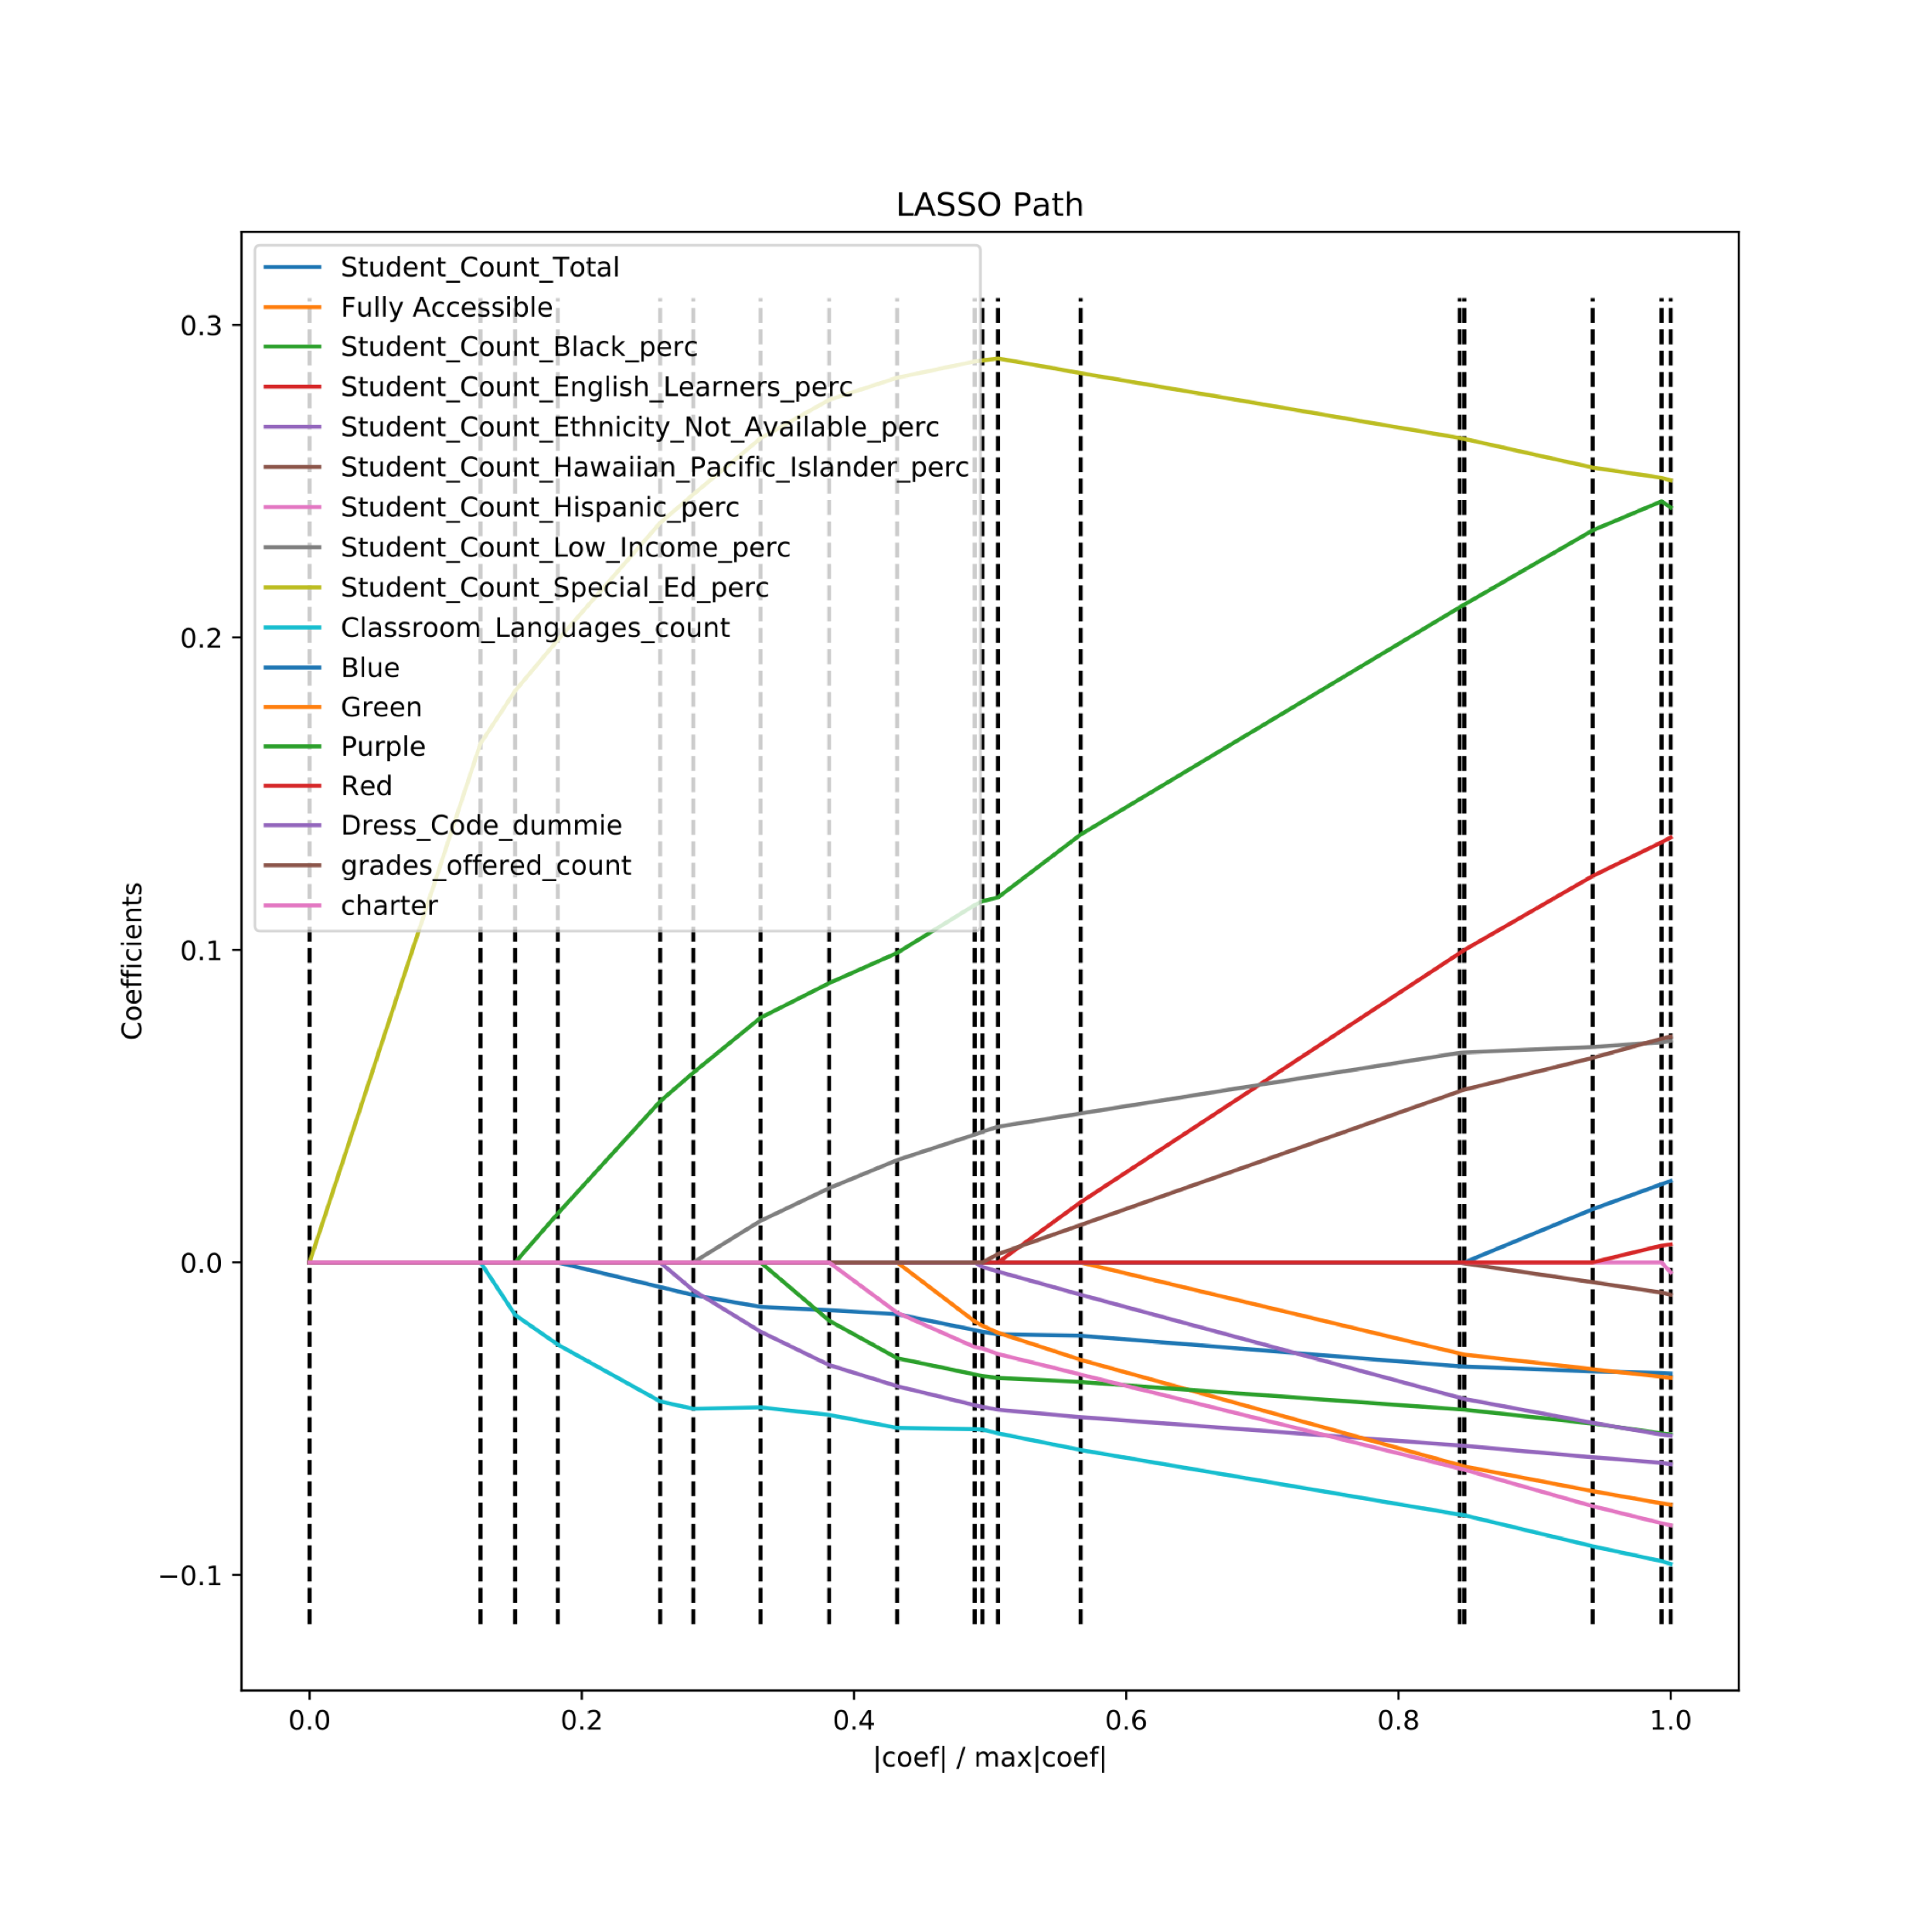 LASSO Path
Student_Count_Total
Fully Accessible
Student_Count_Black_perc
Student_Count_English_Learners_perc
Student_Count_Ethnicity_Not_Available_perc
Student_Count_Hawaiian_Pacific_Islander_perc
Student_Count_Hispanic_perc
Student_Count_Low_Income_perc
Student_Count_Special_Ed_perc
Classroom_Languages_count
Blue
Green
Purple
Red
Dress_Code_dummie
grades_offered_count
charter
0.3
0.2
0.1
0.0
−0.1
Coefficients
0.0 0.2 0.4 0.6 0.8 1.0
|coef| / max|coef|